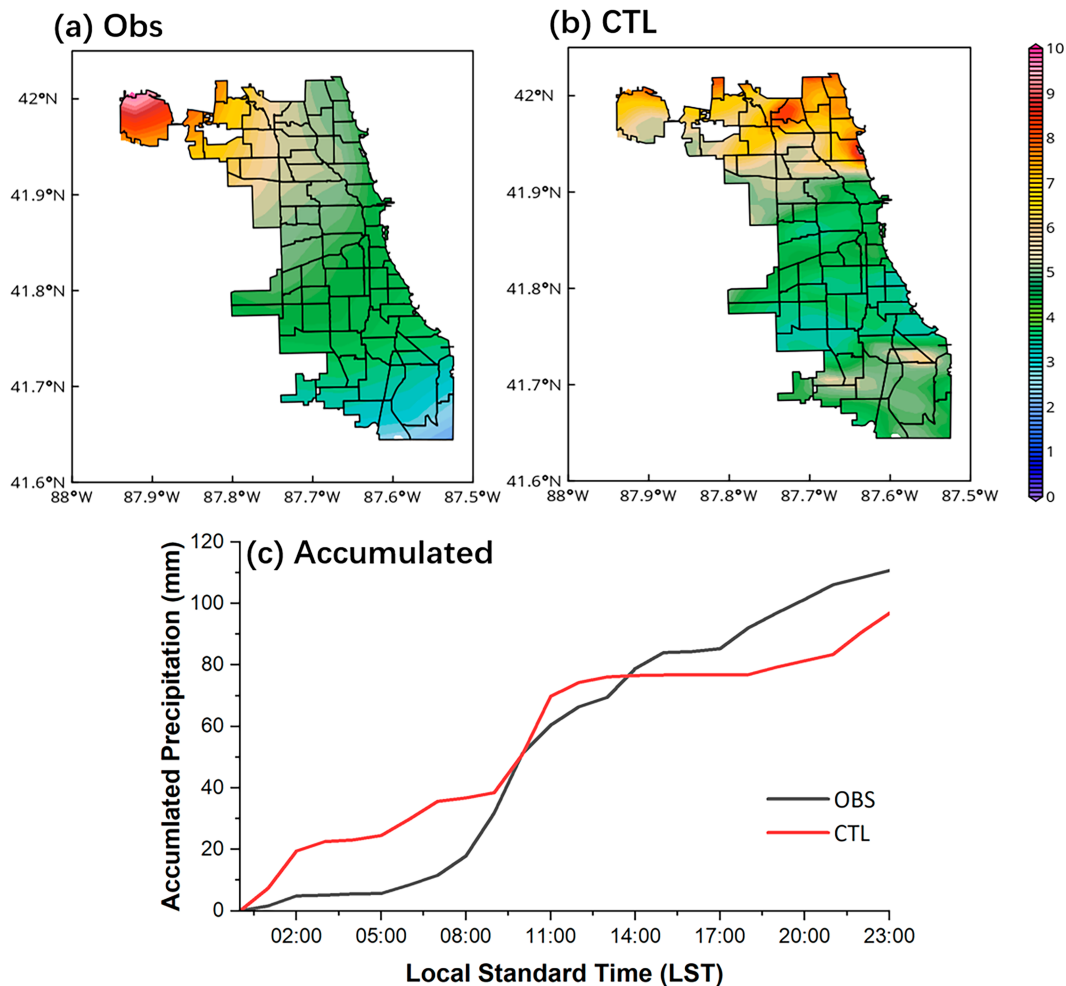 (a) Obs
(b) CTL
42°N
41.9°N
41.8°N
41.7°N
41.6°N
88°W 87.9°W 87.8°W 87.7°W 87.6°W 87.5°W
42°N
41.9°N
41.8°N
41.7°N
41.6°N
88°W 87.9°W 87.8°W 87.7°W 87.6°W 87.5°W
10
9
8
7
6
5
4
3
2
1
0
(c) Accumulated
Accumlated Precipitation (mm)
120
100
80
60
40
20
0
OBS
CTL
02:00 05:00 08:00 11:00 14:00 17:00 20:00 23:00
Local Standard Time (LST)